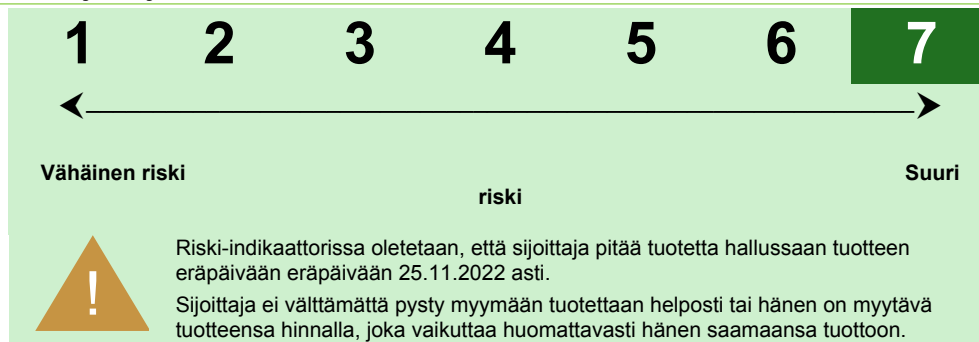 1 2 3 4 5 6 7
Vähäinen riski Suuri
riski
!
Riski-indikaattorissa oletetaan, että sijoittaja pitää tuotetta hallussaan tuotteen
eräpäivään eräpäivään 25.11.2022 asti.
Sijoittaja ei välttämättä pysty myymään tuotettaan helposti tai hänen on myytävä
tuotteensa hinnalla, joka vaikuttaa huomattavasti hänen saamaansa tuottoon.